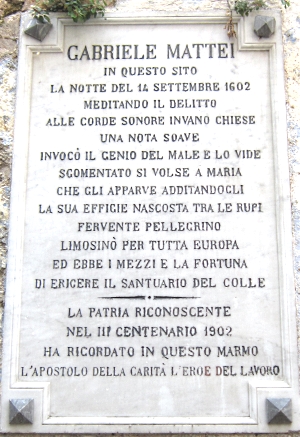 GABRIELE MATTEI
IN QUESTO SITO
LA NOTTE DEL 14 SETTEMBRE 1602
MEDITANDO IL DELITTO
ALLE CORDE SONORE INVANO CHIESE
UNA NOTA SOAVE
INVOCÒ IL GENIO DEL MALE E LO VIDE
SGOMENTATO SI VOLSE A MARIA
CHE GLI APPARVE ADDITANDOGLI
LA SUA EFFIGIE NASCOSTA TRA LE RUPI
FERVENTE PELLEGRINO
LIMOSINÒ PER TUTTA EUROPA
ED EBBE I MEZZI E LA FORTUNA
DI ERIGERE IL SANTUARIO DEL COLLE
LA PATRIA RICONOSCENTE
NEL III CENTENARIO 1902
HA RICORDATO IN QUESTO MARMO
L'APOSTOLO DELLA CARITÀ L'EROE DEL LAVORO